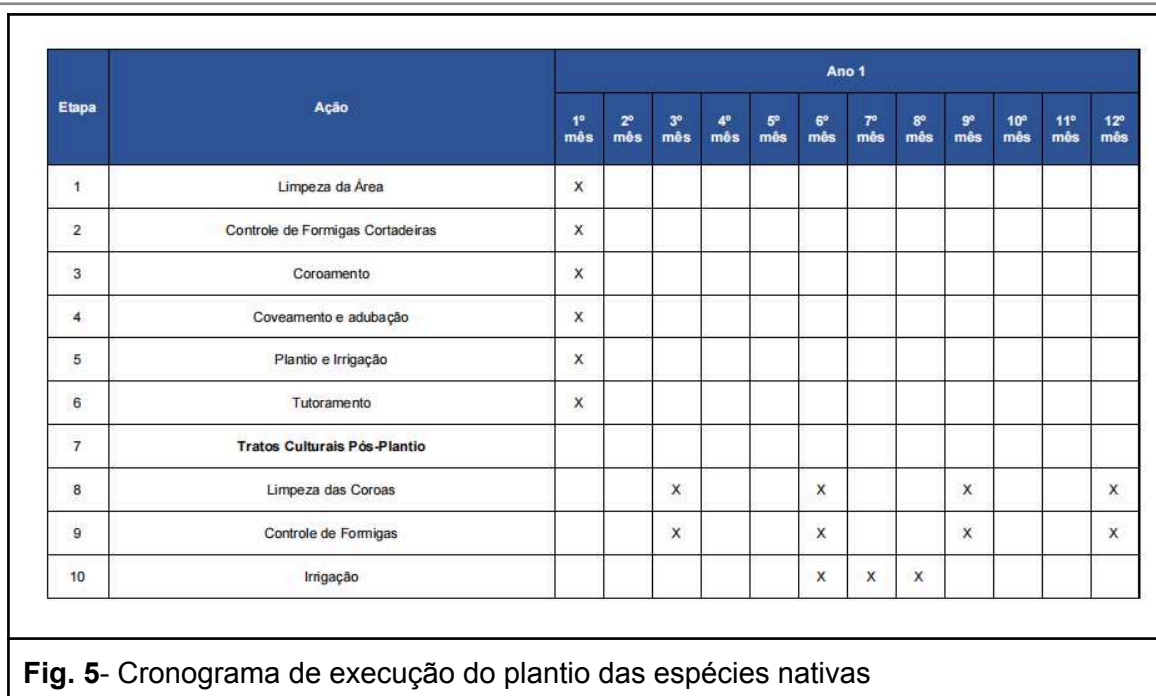 Ano 1
Etapa Ação 1º mês 2º mês 3º mês 4º mês 5º mês 6º mês 7º mês 8º mês 9º mês 10º mês 11º mês 12º mês
1 Limpeza da Área X
2 Controle de Formigas Cortadeiras X
3 Coroamento X
4 Coveamento e adubação X
5 Plantio e Irrigação X
6 Tutoramento X
7 Tratos Culturais Pós-Plantio
8 Limpeza das Coroas X X X X
9 Controle de Formigas X X X X
10 Irrigação X X X
Fig. 5- Cronograma de execução do plantio das espécies nativas